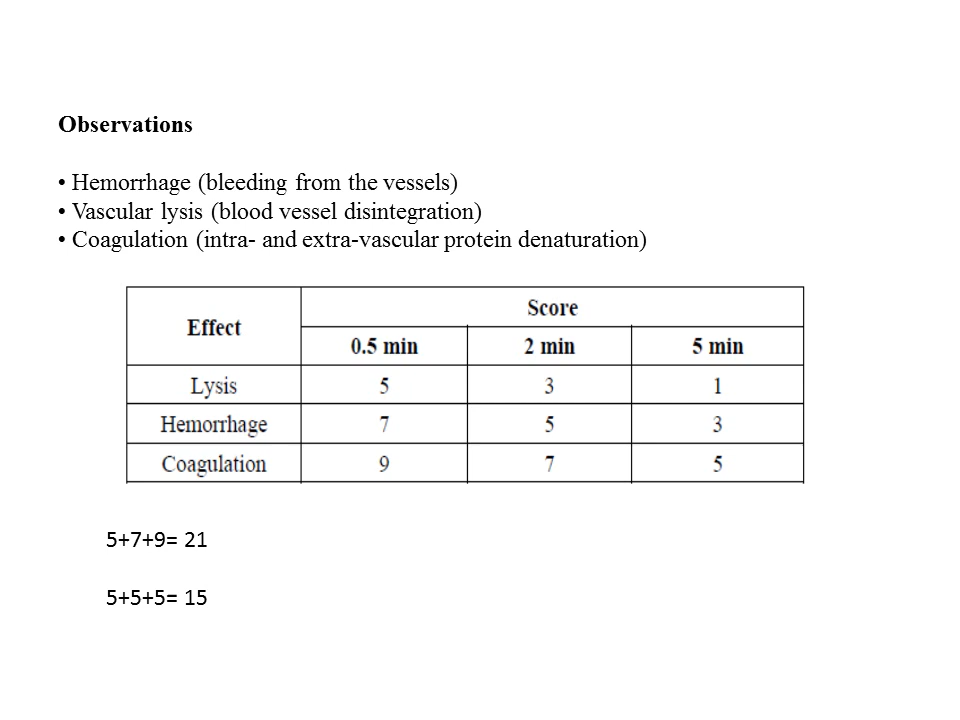 Observations
• Hemorrhage (bleeding from the vessels)
• Vascular lysis (blood vessel disintegration)
• Coagulation (intra- and extra-vascular protein denaturation)
Effect Score
0.5 min 2 min 5 min
Lysis 5 3 1
Hemorrhage 7 5 3
Coagulation 9 7 5
5+7+9= 21
5+5+5= 15